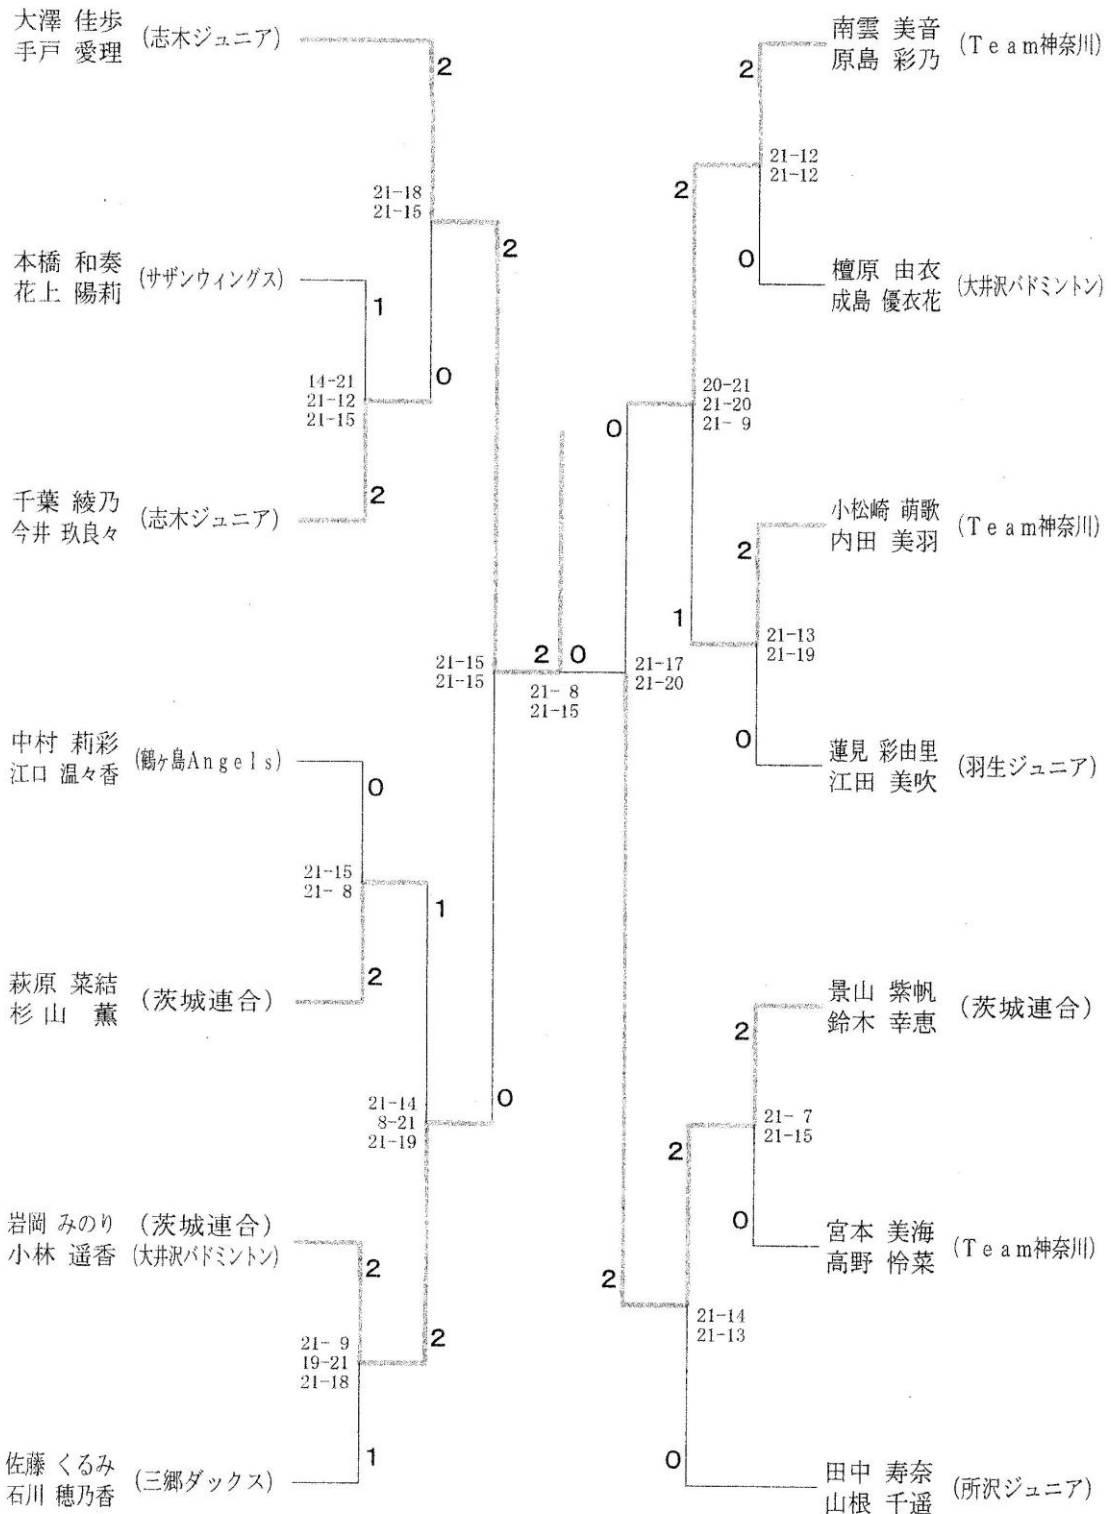 大澤 佳歩
手戸 愛理 (志木ジュニア)
2
21-18
21-15
2
本橋 和奏
花上 陽莉 (サザンウィングス)
1
0
14-21
21-12
21-15
千葉 綾乃
今井 玖良々 (志木ジュニア)
2
21-15
21-15
中村 莉彩
江口 温々香 (鶴ヶ島Angels)
0
21-15
21- 8
1
萩原 菜結
杉山 薫 (茨城連合)
2
21-14
8-21
21-19
0
岩岡 みのり (茨城連合)
小林 遥香 (大井沢バドミントン)
2
21- 9
19-21
21-18
2
佐藤 くるみ
石川 穂乃香 (三郷ダックス)
1
2 0
21- 8
21-15
南雲 美音
原島 彩乃 (Team神奈川)
2
21-12
21-12
2
0
檀原 由衣
成島 優衣花 (大井沢バドミントン)
20-21
21-20
21- 9
0
小松崎 萌歌
内田 美羽 (Team神奈川)
2
1
21-13
21-19
21-17
21-20
0
蓮見 彩由里
江田 美吹 (羽生ジュニア)
景山 紫帆
鈴木 幸恵 (茨城連合)
2
21- 7
21-15
2
0
宮本 美海
高野 怜菜 (Team神奈川)
2
21-14
21-13
0
田中 寿奈
山根 千遥 (所沢ジュニア)